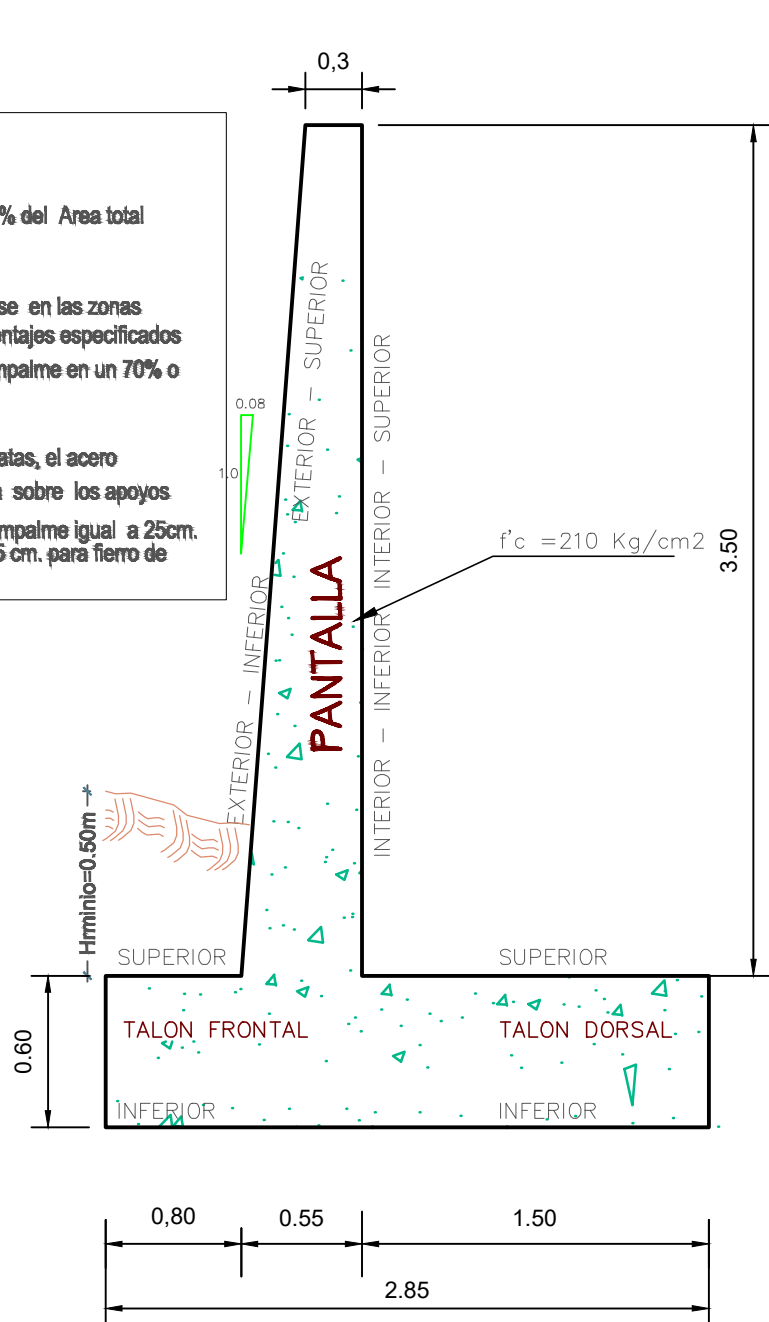 0,3
% del Area total
se en las zonas
entajes especificados
mpalme en un 70% o
atas, el acero
sobre los apoyos
mpalme igual a 25cm.
5 cm. para fierro de
0.08
1.0
EXTERIOR - SUPERIOR
EXTERIOR - INFERIOR
PANTALLA
INTERIOR - SUPERIOR
INTERIOR - INFERIOR
f'c =210 Kg/cm2
3.50
Hrminio=0.50m
SUPERIOR
SUPERIOR
TALON FRONTAL
TALON DORSAL
INFERIOR
INFERIOR
0.60
0,80
0.55
1.50
2.85